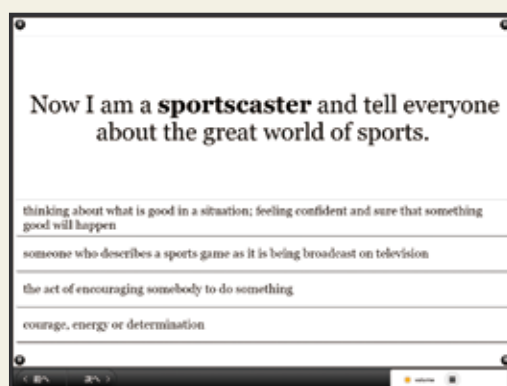 Now I am a sportscaster and tell everyone
about the great world of sports.
thinking about what is good in a situation; feeling confident and sure that something
good will happen
someone who describes a sports game as it is being broadcast on television
the act of encouraging somebody to do something
courage, energy or determination